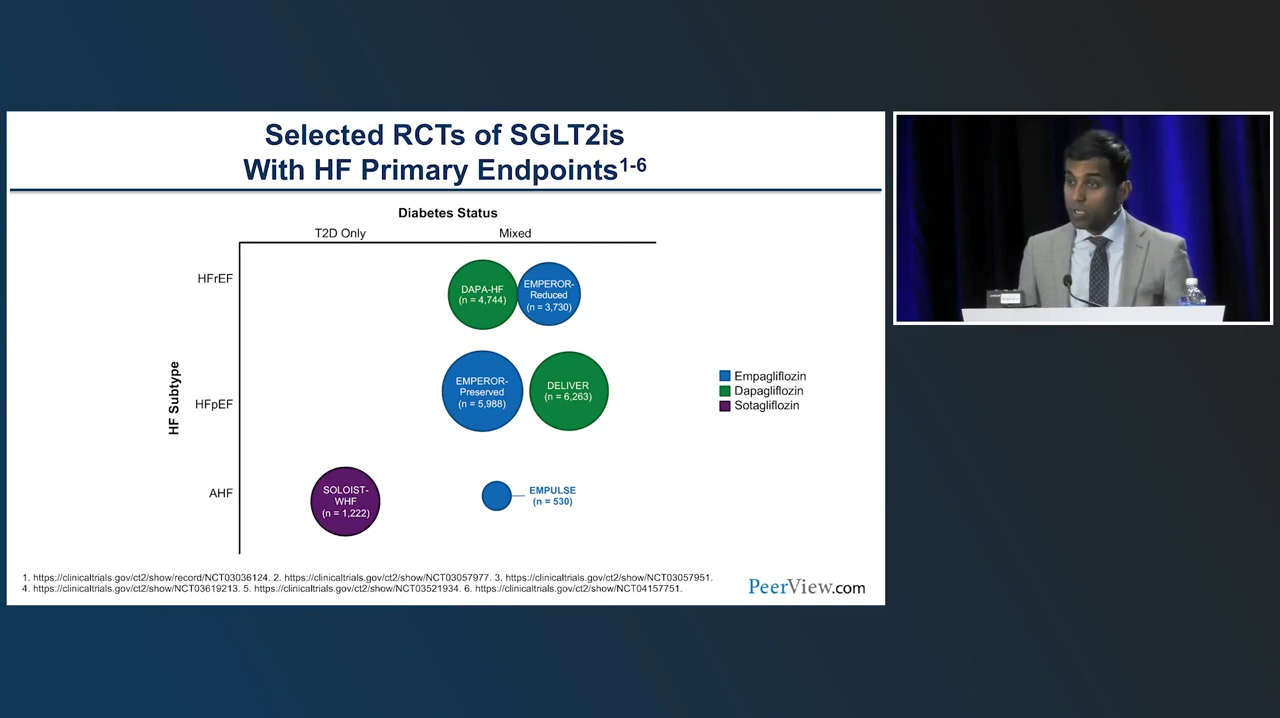 Selected RCTs of SGLT2is
With HF Primary Endpoints1-6
Diabetes Status
T2D Only
Mixed
HF Subtype
HFrEF
DAPA-HF
(n = 4,744)
EMPEROR-
Reduced
(n = 3,730)
HFpEF
EMPEROR-
Preserved
(n = 5,988)
DELIVER
(n = 6,263)
AHF
SOLOIST-
WHF
(n = 1,222)
EMPULSE
(n = 530)
Empagliflozin
Dapagliflozin
Sotagliflozin
1. https://clinicaltrials.gov/ct2/show/record/NCT03036124. 2. https://clinicaltrials.gov/ct2/show/NCT03057977. 3. https://clinicaltrials.gov/ct2/show/NCT03057951.
4. https://clinicaltrials.gov/ct2/show/NCT03619213. 5. https://clinicaltrials.gov/ct2/show/NCT03521934. 6. https://clinicaltrials.gov/ct2/show/NCT04157751.
PeerView.com